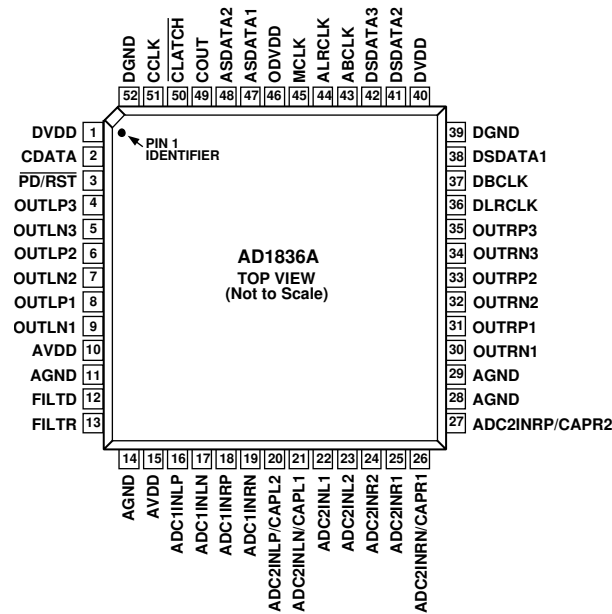 DGND
CCLK
CLATCH
COUT
ASDATA2
ASDATA1
ODVDD
MCLK
ALRCLK
ABCLK
DSDATA3
DSDATA2
DVDD
52 51 50 49 48 47 46 45 44 43 42 41 40
DVDD 1
CDATA 2
PD/RST 3
OUTLP3 4
OUTLN3 5
OUTLP2 6
OUTLN2 7
OUTLP1 8
OUTLN1 9
AVDD 10
AGND 11
FILTD 12
FILTR 13
PIN 1
IDENTIFIER
AD1836A
TOP VIEW
(Not to Scale)
39 DGND
38 DSDATA1
37 DBCLK
36 DLRCLK
35 OUTRP3
34 OUTRN3
33 OUTRP2
32 OUTRN2
31 OUTRP1
30 OUTRN1
29 AGND
28 AGND
27 ADC2INRP/CAPR2
14 15 16 17 18 19 20 21 22 23 24 25 26
AGND
AVDD
ADC1INLP
ADC1INLN
ADC1INRP
ADC1INRN
ADC2INLP/CAPL2
ADC2INLN/CAPL1
ADC2INL1
ADC2INL2
ADC2INR2
ADC2INR1
ADC2INRN/CAPR1